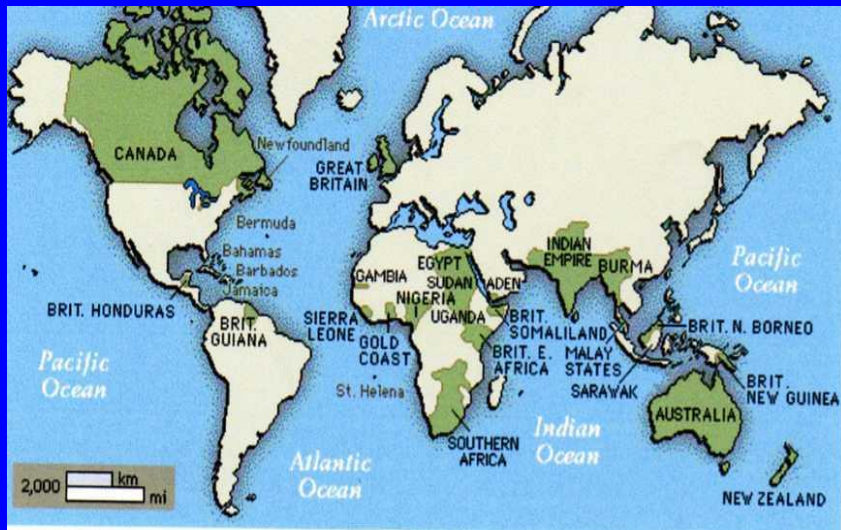 Arctic Ocean
CANADA
Newfoundland
GREAT
BRITAIN
Bermuda
Bahamas
Barbados
Jamaica
BRIT. HONDURAS
BRIT.
GUIANA
Pacific
Ocean
Atlantic
Ocean
GAMBIA
SIERRA
LEONE
GOLD
COAST
NIGERIA
EGYPT
SUDAN
UGANDA
ADEN
BRIT.
SOMALILAND
BRIT. E.
AFRICA
St. Helena
SOUTHERN
AFRICA
INDIAN
EMPIRE
BURMA
MALAY
STATES
SARAWAK
BRIT. N. BORNEO
BRIT.
NEW GUINEA
Pacific
Ocean
Indian
Ocean
AUSTRALIA
NEW ZEALAND
2,000
km
mi